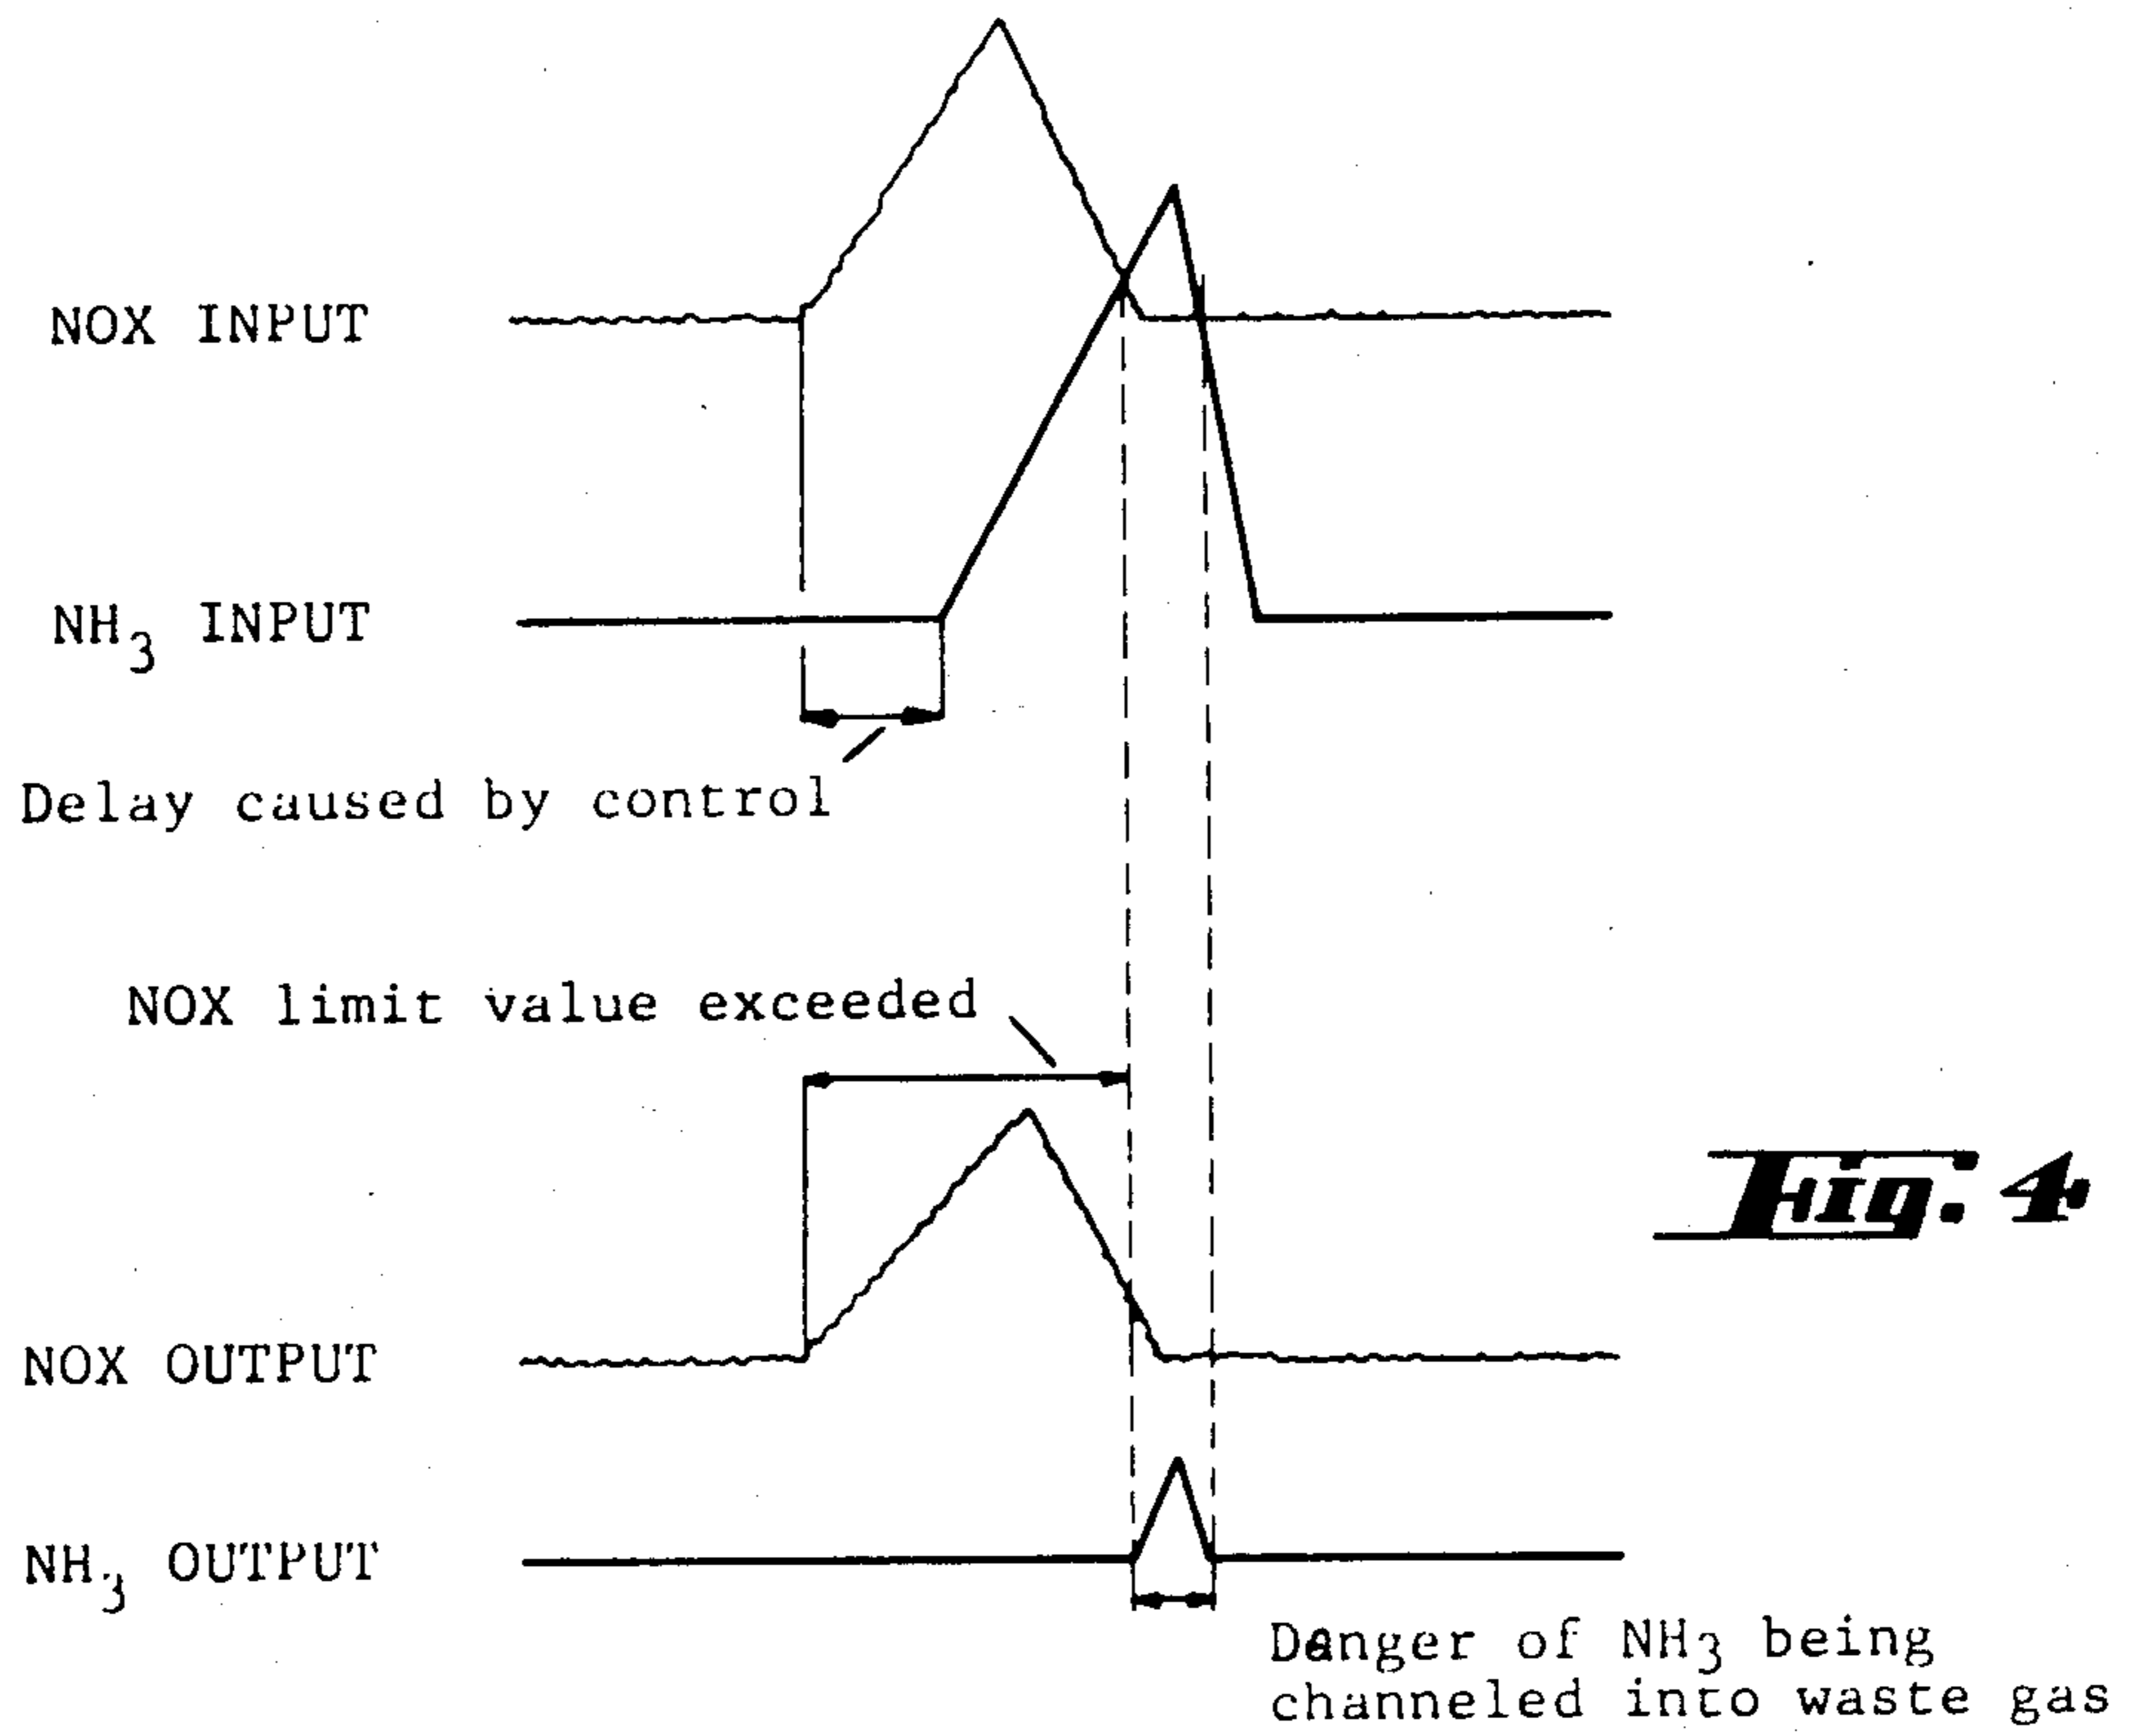 NOX INPUT
NH3 INPUT
Delay caused by control
NOX limit value exceeded
Fig. 4
NOX OUTPUT
NH3 OUTPUT
Danger of NH3 being
channeled into waste gas